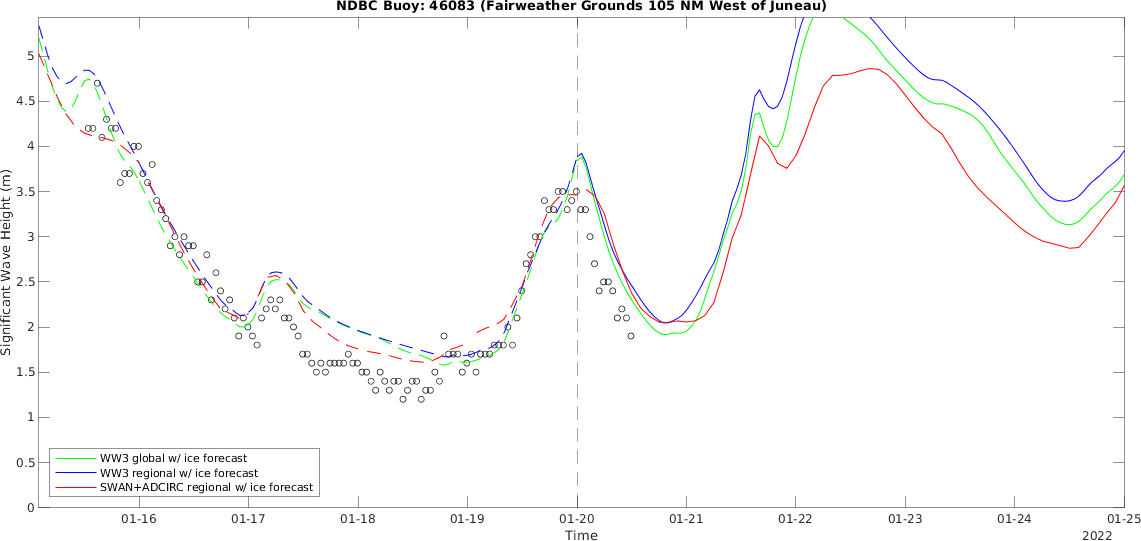 NDBC Buoy: 46083 (Fairweather Grounds 105 NM West of Juneau)
5
4.5
4
3.5
3
2.5
2
1.5
1
0.5
0
Significant Wave Height (m)
WW3 global w/ ice forecast
WW3 regional w/ ice forecast
SWAN+ADCIRC regional w/ ice forecast
01-16 01-17 01-18 01-19 01-20 01-21 01-22 01-23 01-24 01-25
Time
2022